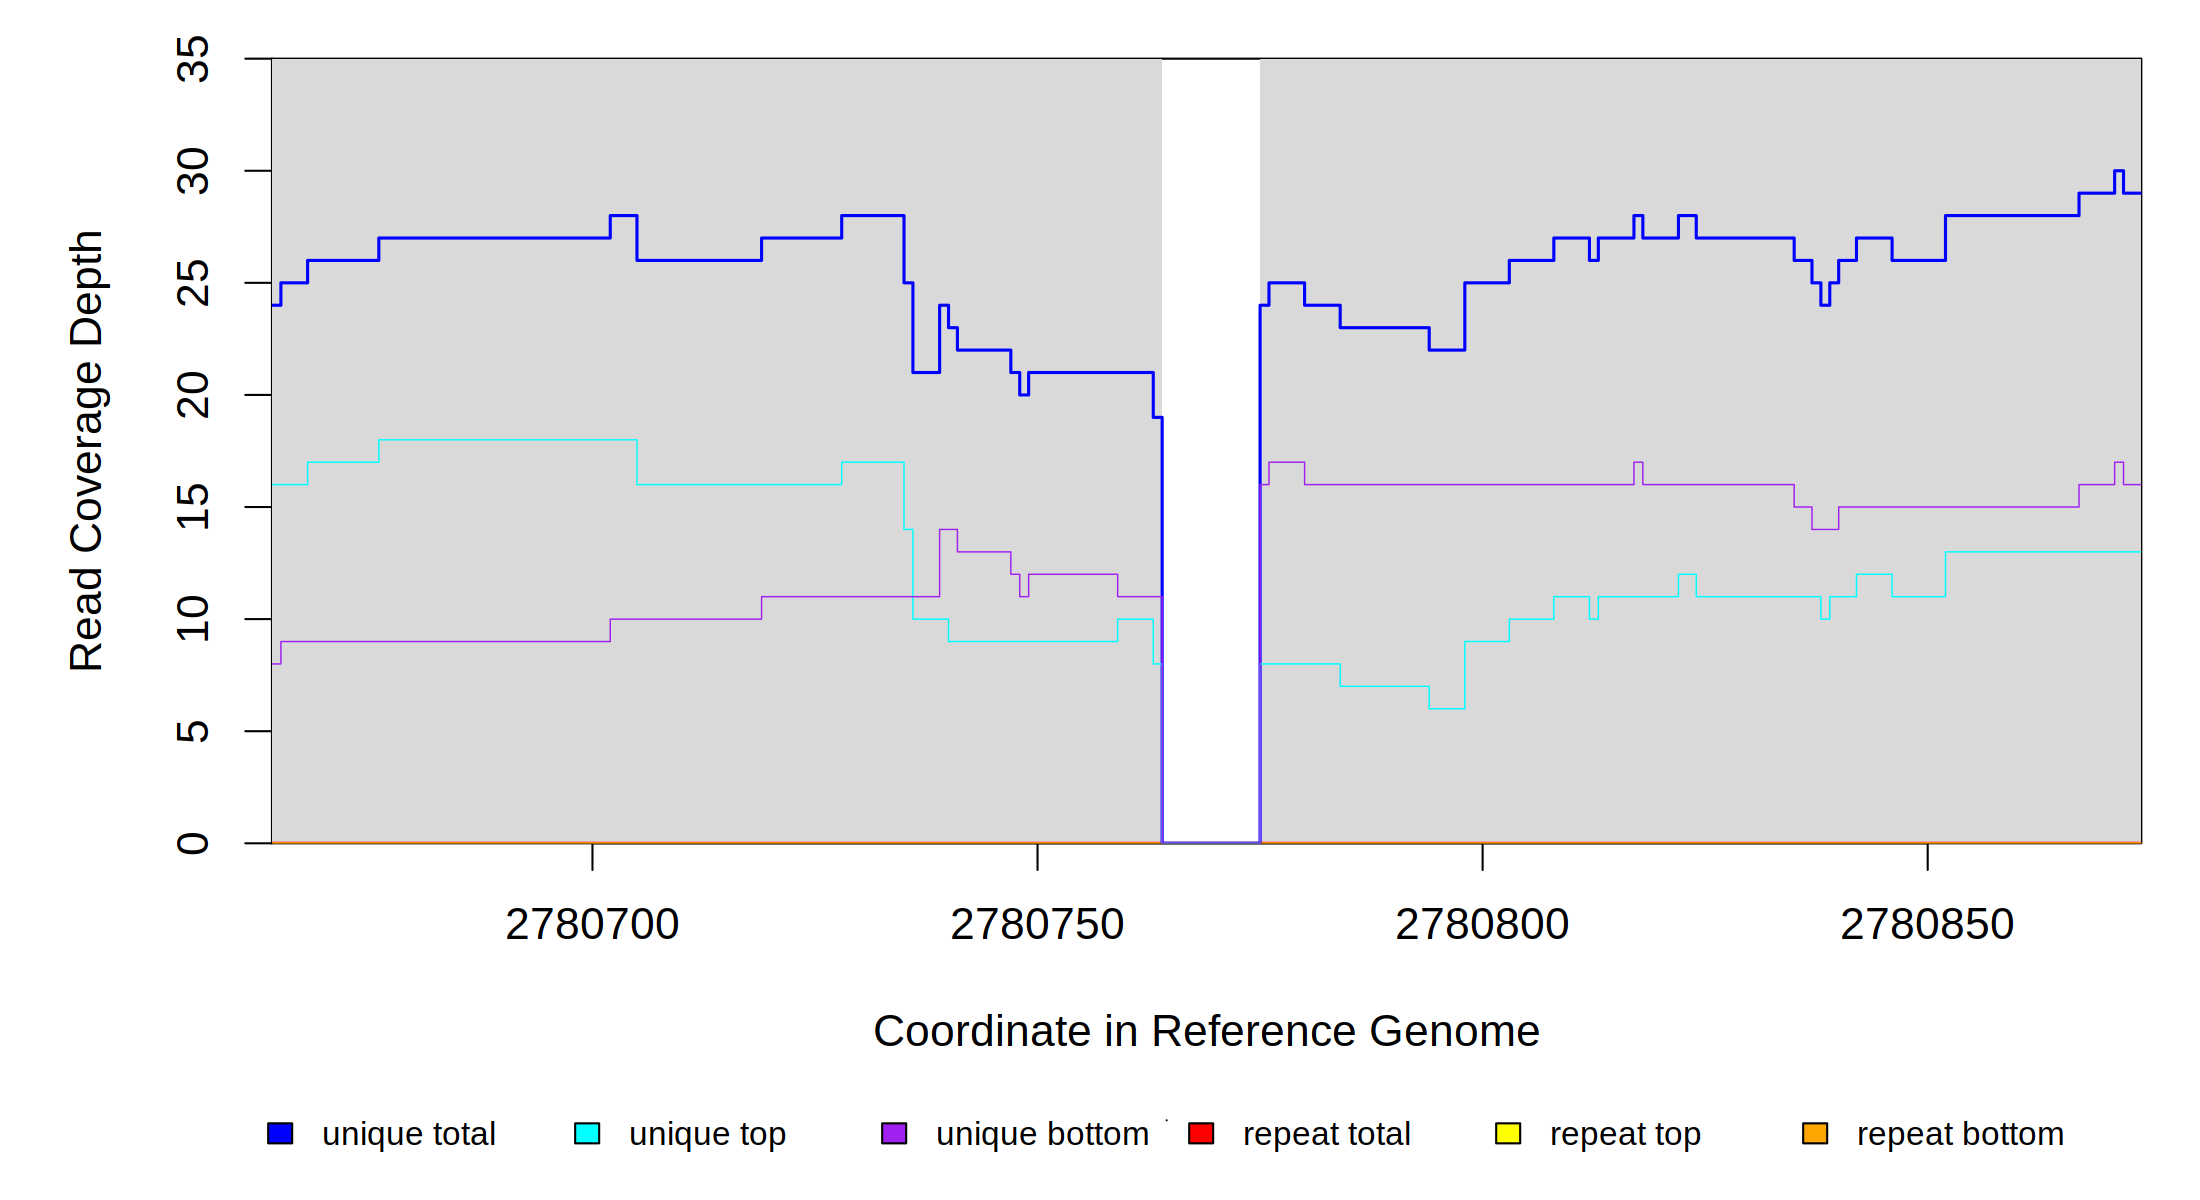 35
30
25
20
15
10
5
0
Read Coverage Depth
2780700 2780750 2780800 2780850
Coordinate in Reference Genome
unique total unique top unique bottom repeat total repeat top repeat bottom